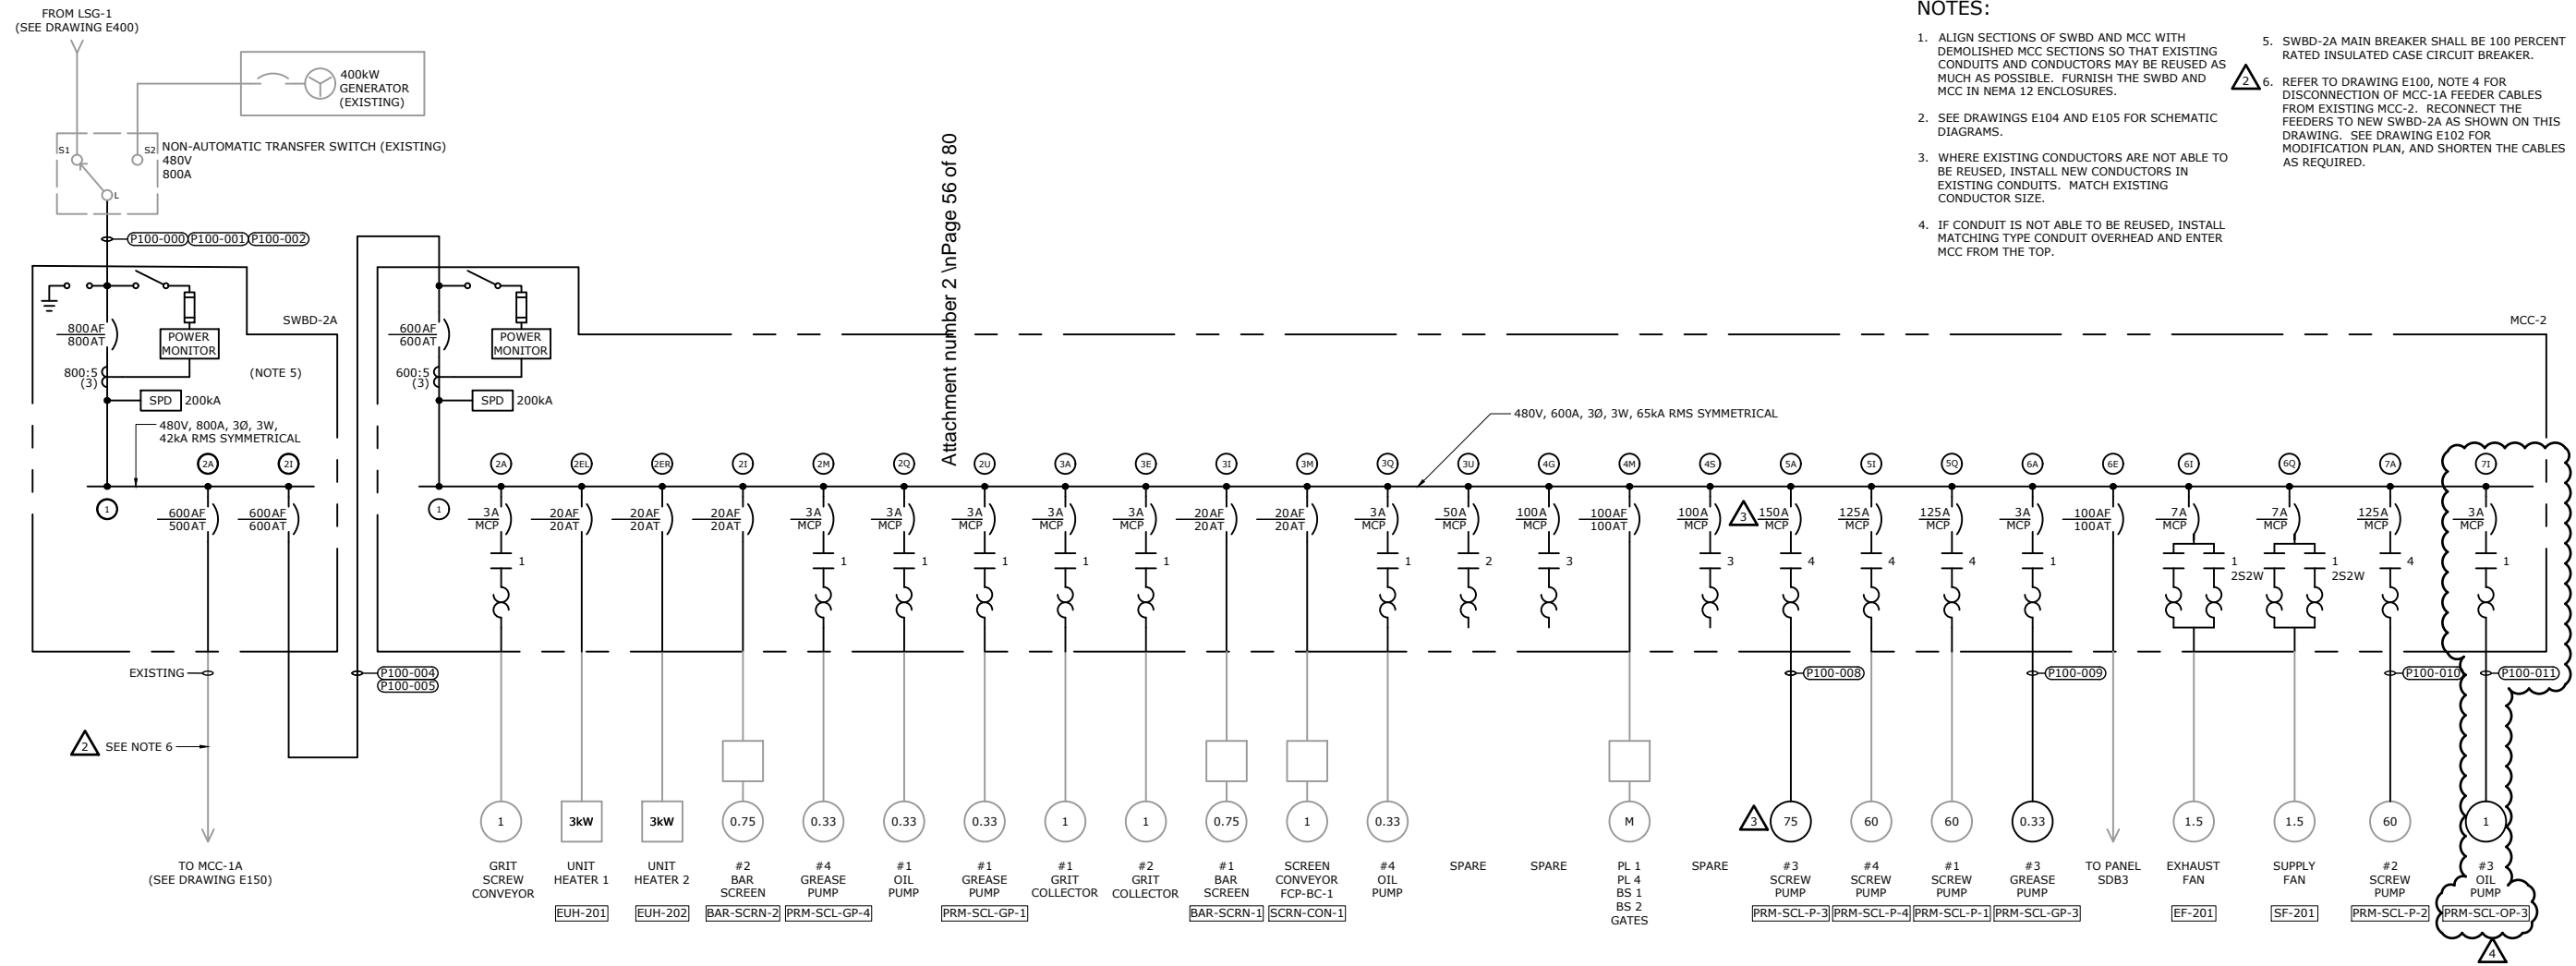 FROM LSG-1
(SEE DRAWING E400)
400kW
GENERATOR
(EXISTING)
S1
S2
L
NON-AUTOMATIC TRANSFER SWITCH (EXISTING)
480V
800A
P100-000 P100-001 P100-002
NOTES:
1. ALIGN SECTIONS OF SWBD AND MCC WITH
DEMOLISHED MCC SECTIONS SO THAT EXISTING
CONDUITS AND CONDUCTORS MAY BE REUSED AS
MUCH AS POSSIBLE. FURNISH THE SWBD AND
MCC IN NEMA 12 ENCLOSURES.
2. SEE DRAWINGS E104 AND E105 FOR SCHEMATIC
DIAGRAMS.
3. WHERE EXISTING CONDUCTORS ARE NOT ABLE TO
BE REUSED, INSTALL NEW CONDUCTORS IN
EXISTING CONDUITS. MATCH EXISTING
CONDUCTOR SIZE.
4. IF CONDUIT IS NOT ABLE TO BE REUSED, INSTALL
MATCHING TYPE CONDUIT OVERHEAD AND ENTER
MCC FROM THE TOP.
5. SWBD-2A MAIN BREAKER SHALL BE 100 PERCENT
RATED INSULATED CASE CIRCUIT BREAKER.
2
6. REFER TO DRAWING E100, NOTE 4 FOR
DISCONNECTION OF MCC-1A FEEDER CABLES
FROM EXISTING MCC-2. RECONNECT THE
FEEDERS TO NEW SWBD-2A AS SHOWN ON THIS
DRAWING. SEE DRAWING E102 FOR
MODIFICATION PLAN, AND SHORTEN THE CABLES
AS REQUIRED.
Attachment number 2 \nPage 56 of 80
SWBD-2A
800AF
800AT
POWER
MONITOR
800:5
(3)
(NOTE 5)
SPD 200kA
480V, 800A, 3Ø, 3W,
42kA RMS SYMMETRICAL
2A 2I
1
600AF
500AT
600AF
600AT
EXISTING
2 SEE NOTE 6
TO MCC-1A
(SEE DRAWING E150)
P100-004
P100-005
MCC-2
600AF
600AT
POWER
MONITOR
600:5
(3)
SPD 200kA
480V, 600A, 3Ø, 3W, 65kA RMS SYMMETRICAL
2A 2EL 2ER 2I 2M 2Q 2U 3A 3E 3I 3M 3Q 3U 4G 4M 4S 5A 5I 5Q 6A 6E 6I 6Q 7A 7I
1
3A 20AF 20AF 20AF 3A 3A 3A 3A 3A 20AF 20AF 3A 50A 100A 100AF 100A 3 150A 125A 125A 3A 100AF 7A 7A 125A 3A
MCP 20AT 20AT 20AT MCP MCP MCP MCP MCP 20AT 20AT MCP MCP MCP 100AT MCP MCP MCP MCP MCP 100AT MCP MCP MCP MCP
1 1 1 1 1 1 1 2 3 3 4 4 4 1 1 1 4 1
2S2W 2S2W
P100-008 P100-009 P100-010 P100-011
1 3kW 3kW 0.75 0.33 0.33 0.33 1 1 0.75 1 0.33 M 3 75 60 60 0.33 1.5 1.5 60 1
GRIT
SCREW
CONVEYOR
UNIT
HEATER 1
EUH-201
UNIT
HEATER 2
EUH-202
#2
BAR
SCREEN
BAR-SCRN-2
#4
GREASE
PUMP
PRM-SCL-GP-4
#1
OIL
PUMP
#1
GREASE
PUMP
PRM-SCL-GP-1
#1
GRIT
COLLECTOR
#2
GRIT
COLLECTOR
#1
BAR
SCREEN
BAR-SCRN-1
SCREEN
CONVEYOR
FCP-BC-1
SCRN-CON-1
#4
OIL
PUMP
SPARE
SPARE
PL 1
PL 4
BS 1
BS 2
GATES
SPARE
#3
SCREW
PUMP
PRM-SCL-P-3
#4
SCREW
PUMP
PRM-SCL-P-4
#1
SCREW
PUMP
PRM-SCL-P-1
#3
GREASE
PUMP
PRM-SCL-GP-3
TO PANEL
SDB3
EXHAUST
FAN
EF-201
SUPPLY
FAN
SF-201
#2
SCREW
PUMP
PRM-SCL-P-2
#3
OIL
PUMP
PRM-SCL-OP-3
4